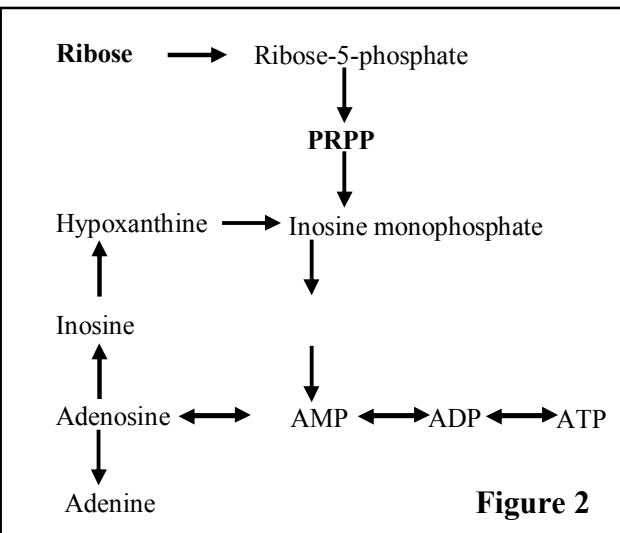 Ribose Ribose-5-phosphate
PRPP
Hypoxanthine Inosine monophosphate
Inosine
Adenosine AMP ADP ATP
Adenine Figure 2